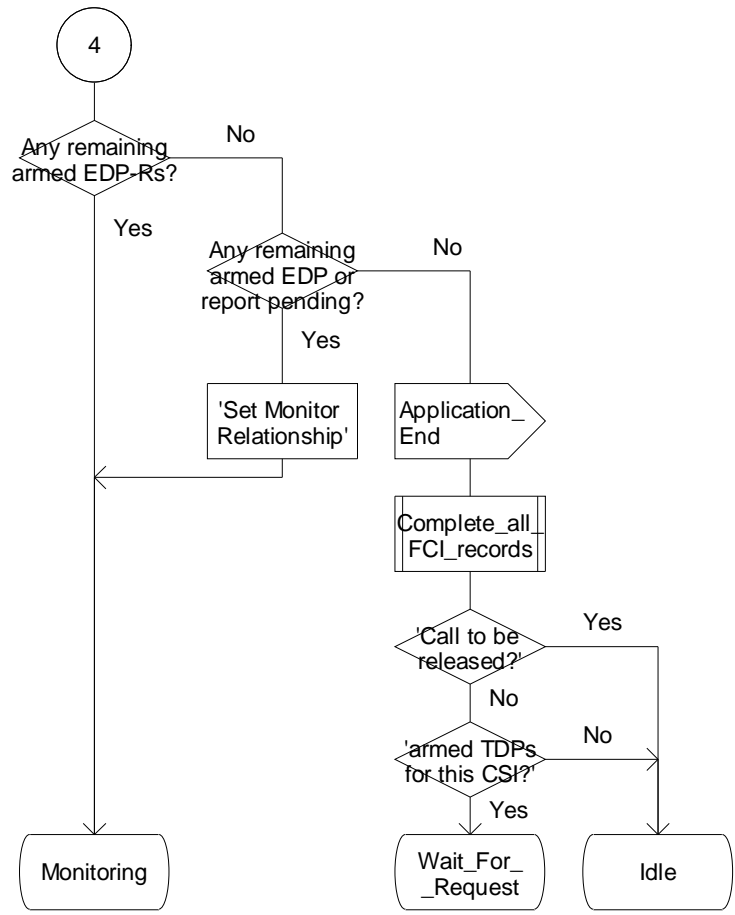 4
Any remaining
armed EDP-Rs?
No
Yes
Any remaining
armed EDP or
report pending?
No
Yes
'Set Monitor
Relationship'
Application_
End
Complete_all_
FCI_records
'Call to be
released?'
Yes
No
'armed TDPs
for this CSI?'
No
Yes
Monitoring
Wait_For_
_Request
Idle